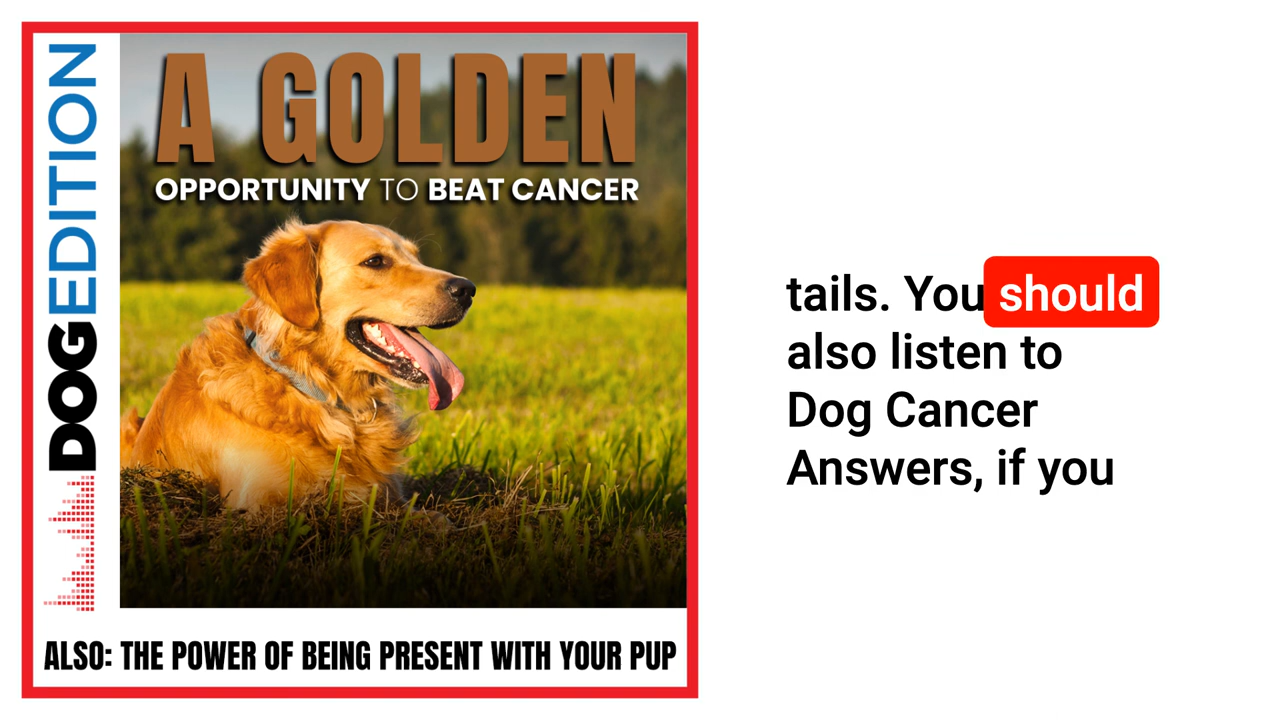 DOGEDITION
A GOLDEN
OPPORTUNITY TO BEAT CANCER
ALSO: THE POWER OF BEING PRESENT WITH YOUR PUP
tails. You should
also listen to
Dog Cancer
Answers, if you